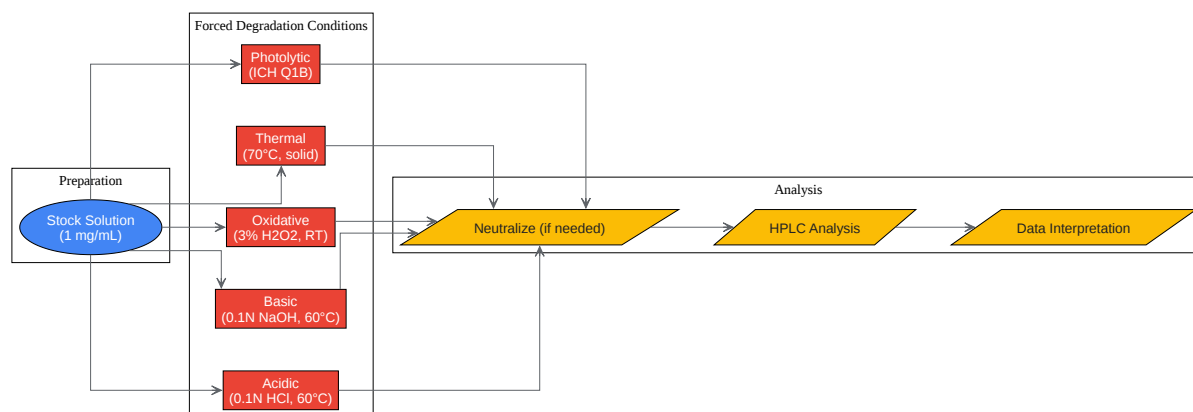 Forced Degradation Conditions
Photolytic
(ICH Q1B)
Thermal
(70°C, solid)
Preparation
Analysis
Stock Solution
(1 mg/mL)
Oxidative
(3% H2O2, RT)
Neutralize (if needed)
HPLC Analysis
Data Interpretation
Basic
(0.1N NaOH, 60°C)
Acidic
(0.1N HCl, 60°C)